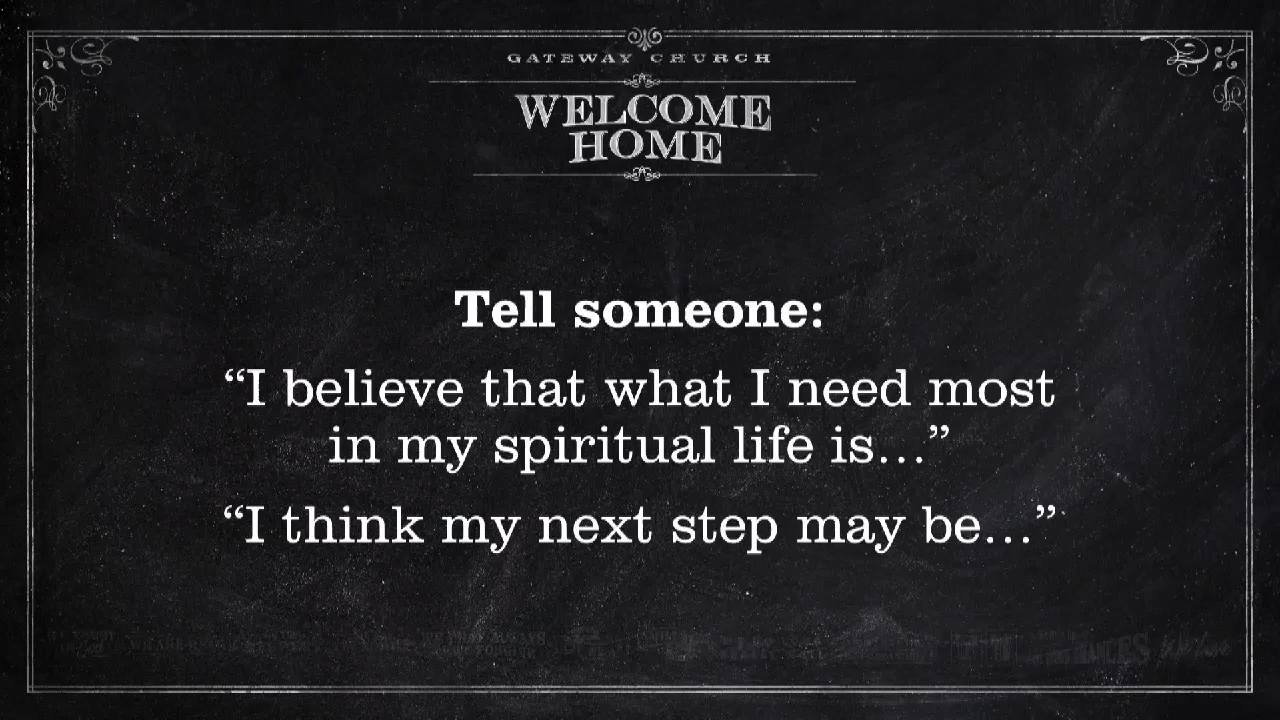 GATEWAY CHURCH
WELCOME
HOME
Tell someone:
“I believe that what I need most
in my spiritual life is...”
“I think my next step may be...”